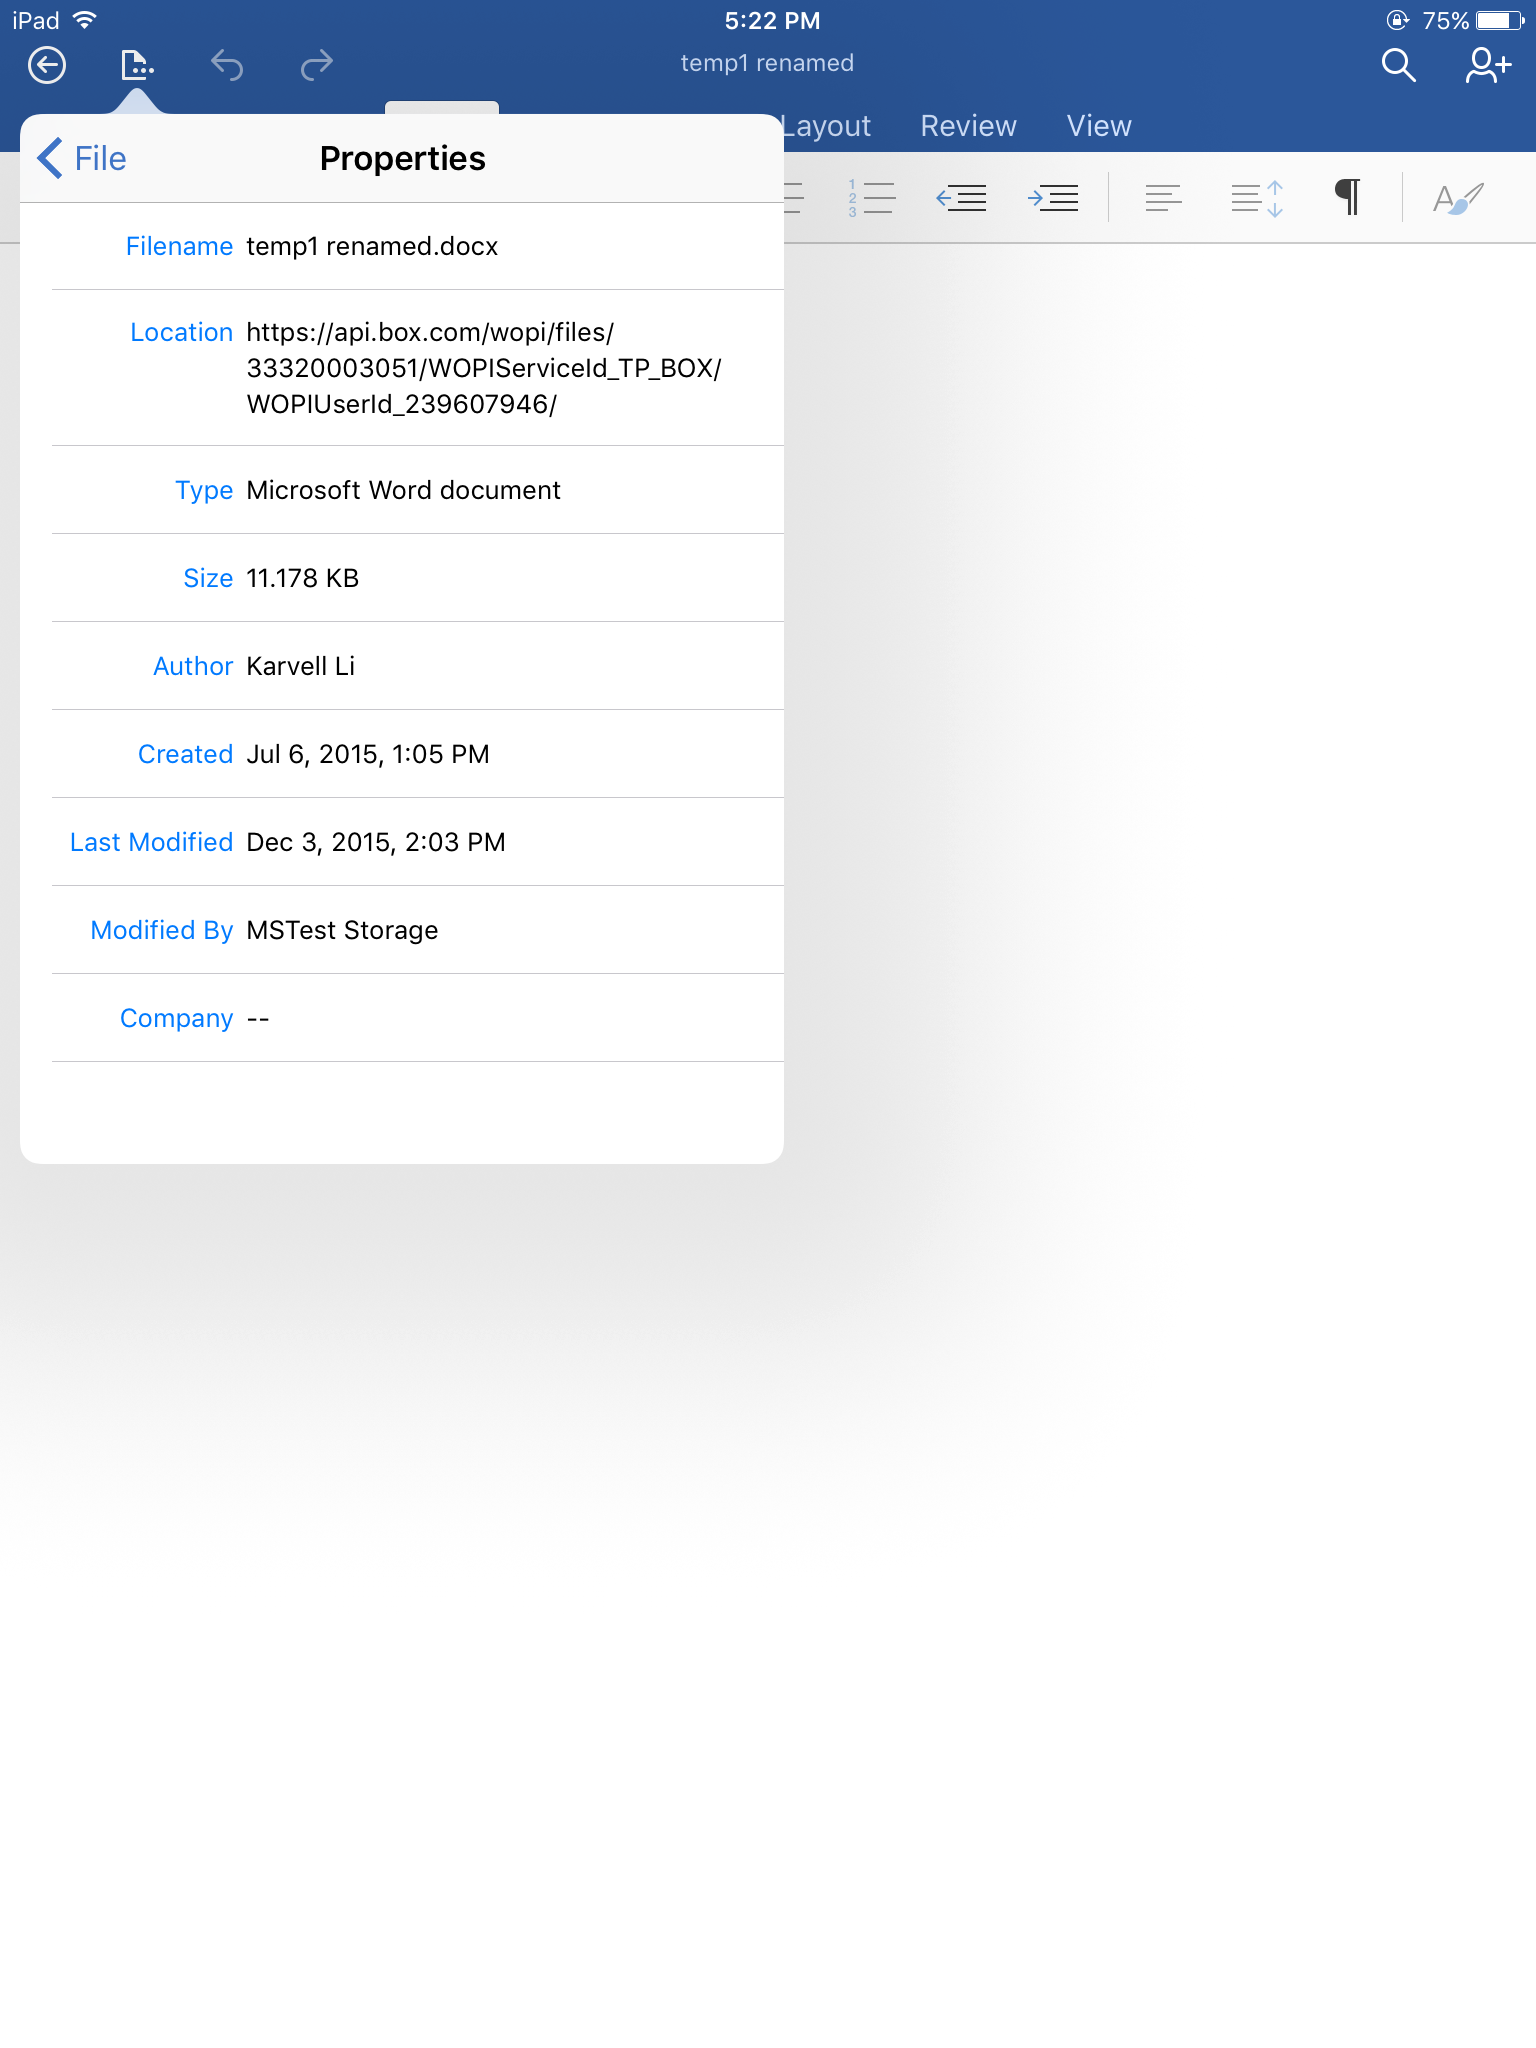 iPad
5:22 PM
75%
temp1 renamed
Layout Review View
File
Properties
1
2
3
Filename temp1 renamed.docx
Location https://api.box.com/wopi/files/
33320003051/WOPIServiceId_TP_BOX/
WOPIUserId_239607946/
Type Microsoft Word document
Size 11.178 KB
Author Karvell Li
Created Jul 6, 2015, 1:05 PM
Last Modified Dec 3, 2015, 2:03 PM
Modified By MSTest Storage
Company --